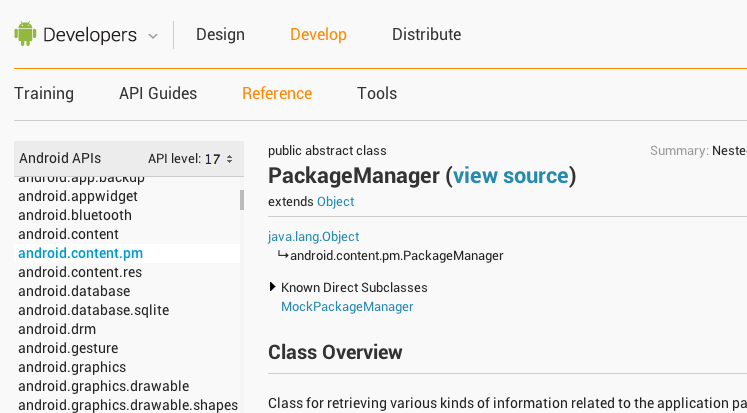 Developers Design Develop Distribute
Training API Guides Reference Tools
Android APIs API level: 17
android.app.backup
android.appwidget
android.bluetooth
android.content
android.content.pm
android.content.res
android.database
android.database.sqlite
android.drm
android.gesture
android.graphics
android.graphics.drawable
android.graphics.drawable.shapes
public abstract class
Summary: Neste
PackageManager (view source)
extends Object
java.lang.Object
↳android.content.pm.PackageManager
Known Direct Subclasses
MockPackageManager
Class Overview
Class for retrieving various kinds of information related to the application pa